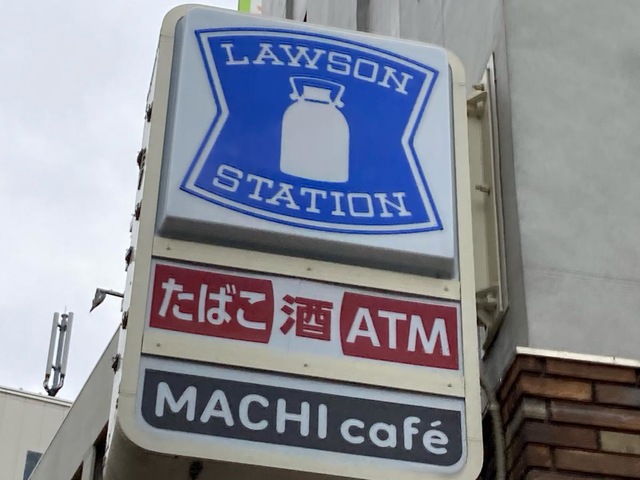 LAWSON
STATION
たばこ 酒 ATM
MACHI café